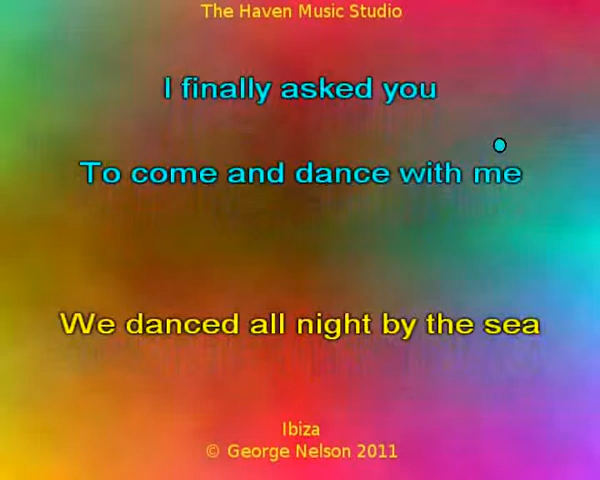 The Haven Music Studio
I finally asked you
To come and dance with me
We danced all night by the sea
Ibiza
© George Nelson 2011